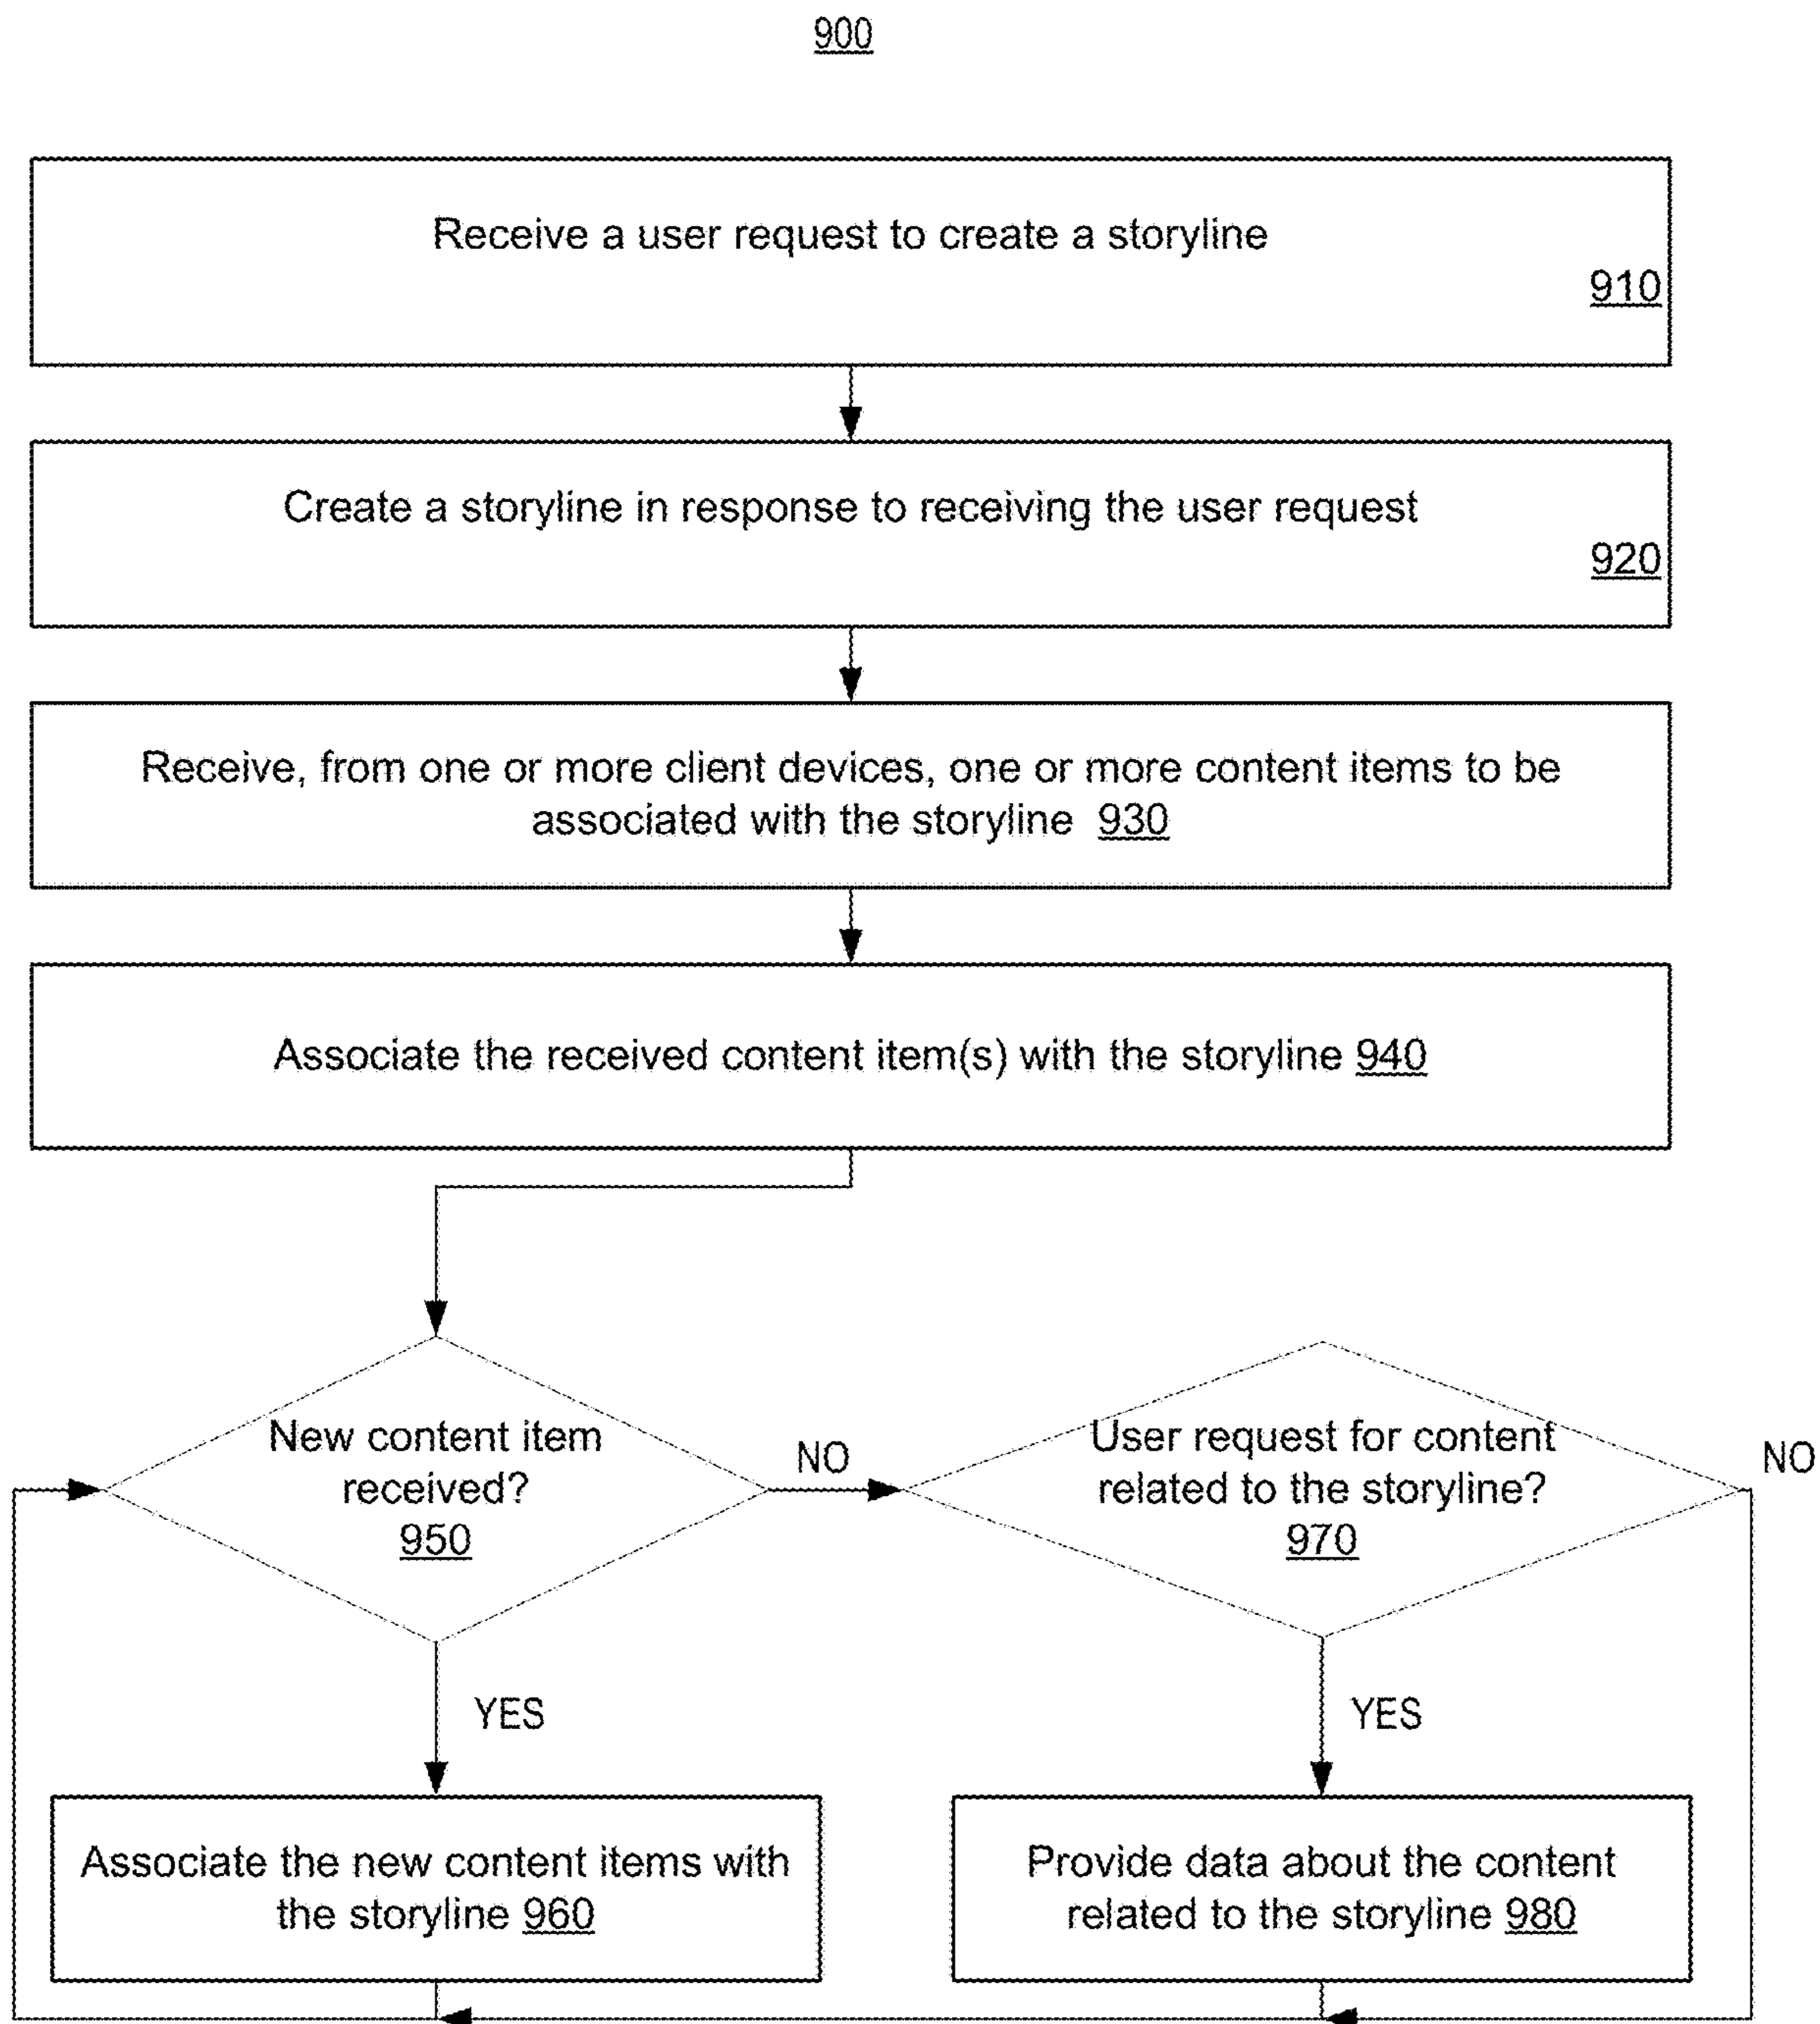 900
Receive a user request to create a storyline
910
Create a storyline in response to receiving the user request
920
Receive, from one or more client devices, one or more content items to be
associated with the storyline 930
Associate the received content item(s) with the storyline 940
New content item
received?
950
NO
User request for content
related to the storyline?
970
NO
YES
YES
Associate the new content items with
the storyline 960
Provide data about the content
related to the storyline 980